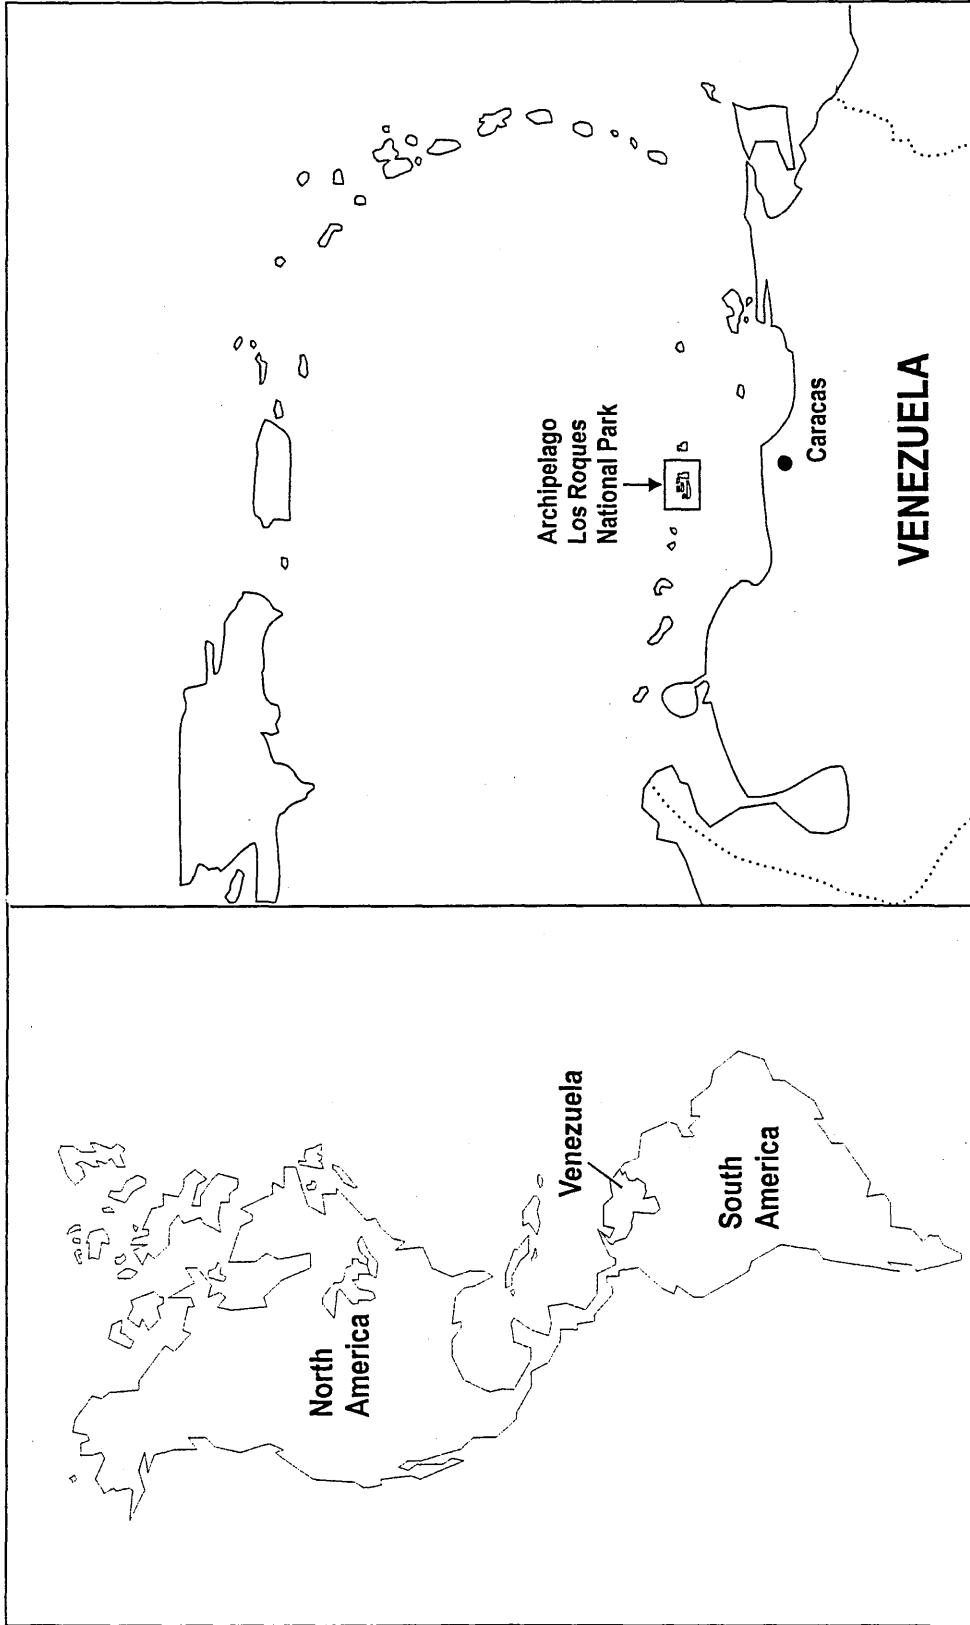 North
America
Venezuela
South
America
Archipelago
Los Roques
National Park
Caracas
VENEZUELA